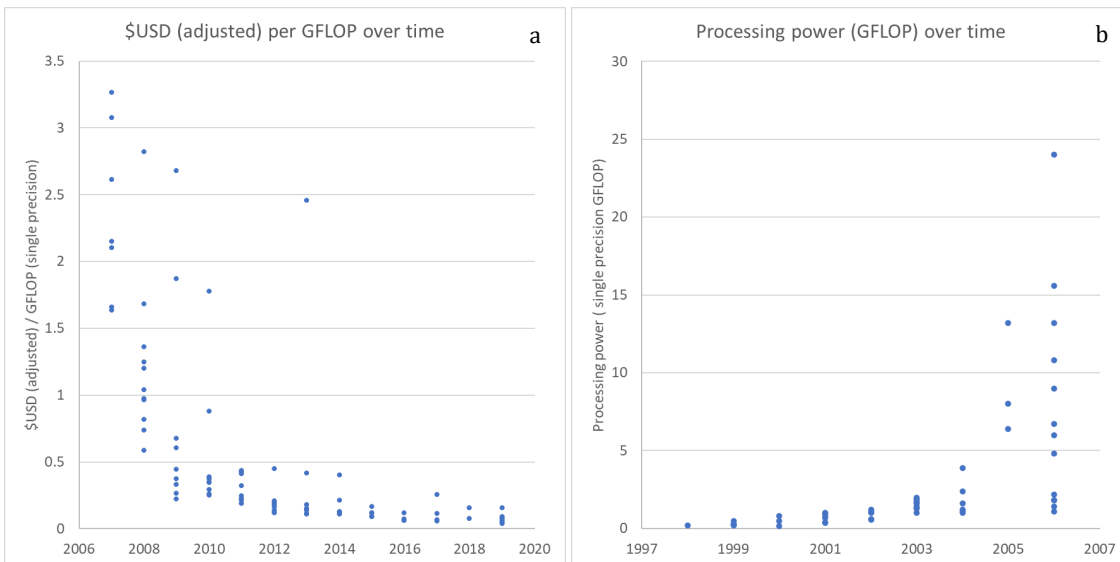 $USD (adjusted) per GFLOP over time
a
$USD (adjusted) / GFLOP (single precision)
3.5
3
2.5
2
1.5
1
0.5
0
2006 2008 2010 2012 2014 2016 2018 2020
Processing power (GFLOP) over time
b
Processing power ( single precision GFLOP)
30
25
20
15
10
5
0
1997 1999 2001 2003 2005 2007